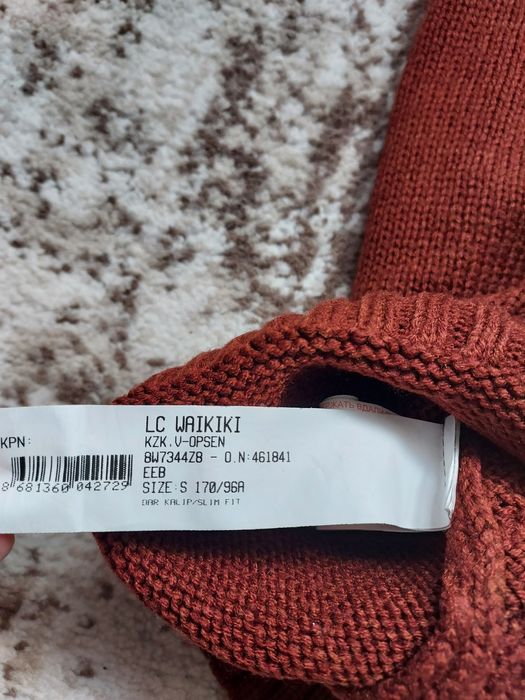 LC WAIKIKI
KPN:
KZK.V-OPSEN
8W7344Z8 - O.N:461841
EEB
SIZE:S 170/96A
8 681360 042729
DAR KALIP/SLIM FIT